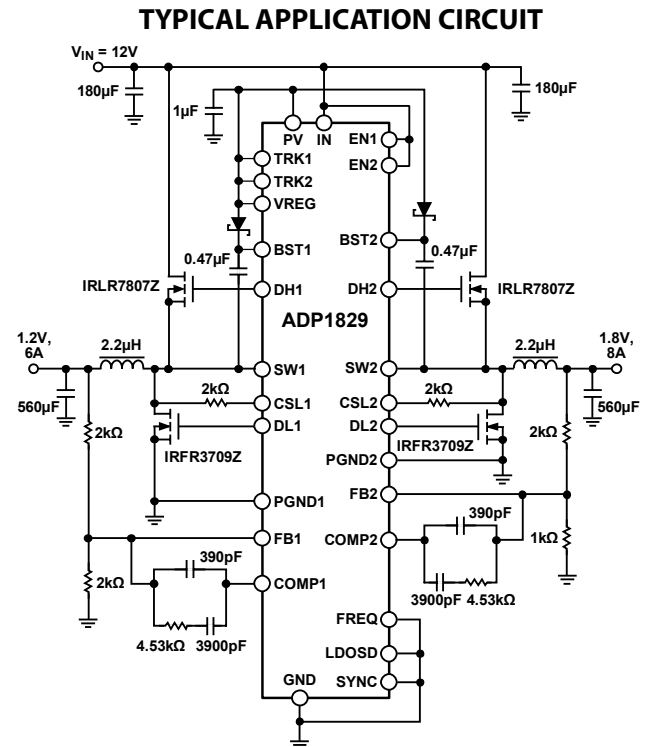 TYPICAL APPLICATION CIRCUIT
VIN = 12V
180µF
1µF
180µF
PV
IN
EN1
EN2
TRK1
TRK2
VREG
BST1
BST2
0.47µF
0.47µF
IRLR7807Z
DH1
DH2
IRLR7807Z
ADP1829
1.2V,
6A
2.2µH
SW1
SW2
2.2µH
1.8V,
8A
560µF
2kΩ
CSL1
CSL2
2kΩ
560µF
2kΩ
DL1
DL2
2kΩ
IRFR3709Z
IRFR3709Z
PGND2
PGND1
FB2
FB1
390pF
COMP2
1kΩ
2kΩ
390pF
COMP1
3900pF
4.53kΩ
4.53kΩ
3900pF
FREQ
LDOSD
SYNC
GND